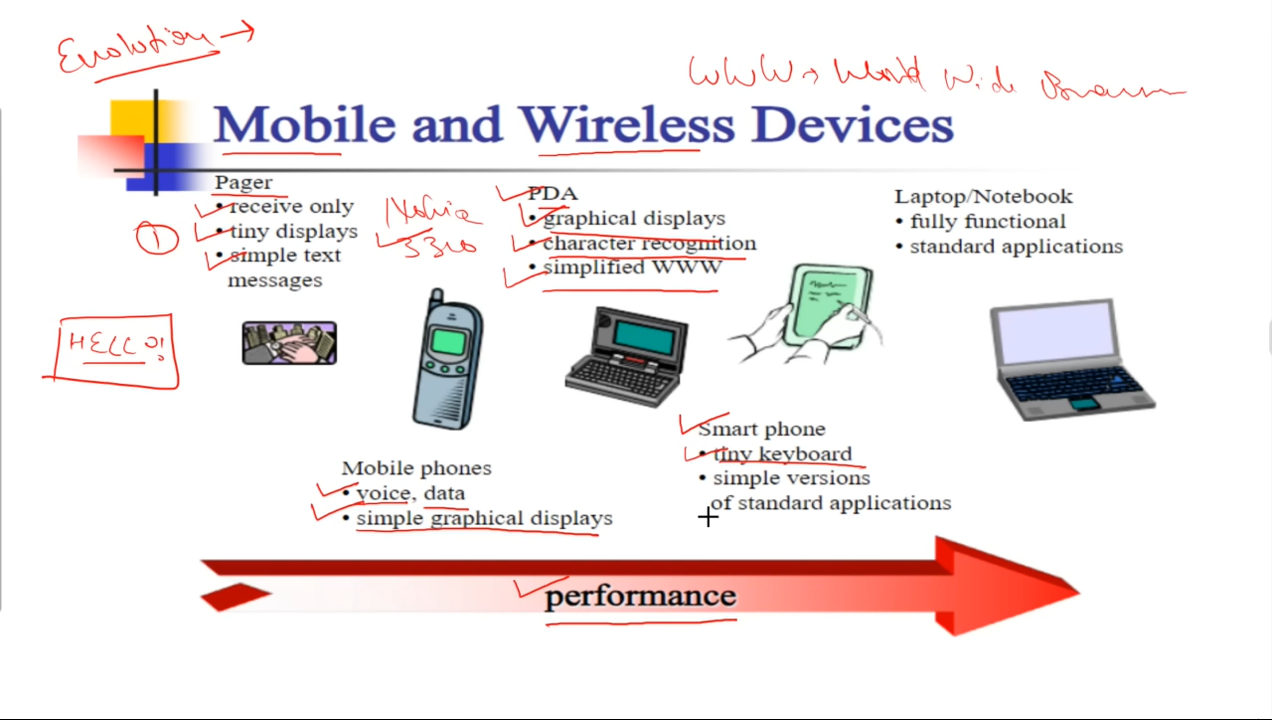 Evolution →
WWW → World Wide
Mobile and Wireless Devices
Pager
• receive only
• tiny displays
• simple text
messages
①
Nokia
3310
PDA
• graphical displays
• character recognition
• simplified WWW
Laptop/Notebook
• fully functional
• standard applications
HELLO!
Smart phone
• tiny keyboard
• simple versions
of standard applications
Mobile phones
• voice, data
• simple graphical displays
performance